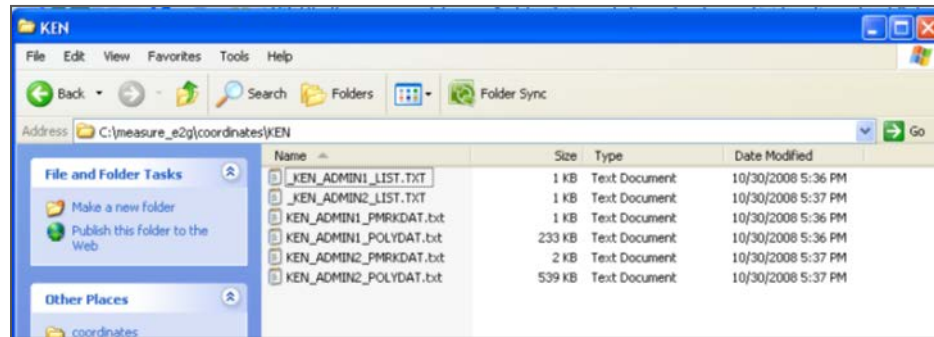 KEN
File Edit View Favorites Tools Help
Back Search Folders Folder Sync
Address C:\measure_e2g\coordinates\KEN Go
Name Size Type Date Modified
File and Folder Tasks
Make a new folder
Publish this folder to the
Web
Other Places
coordinates
_KEN_ADMIN1_LIST.TXT 1 KB Text Document 10/30/2008 5:36 PM
_KEN_ADMIN2_LIST.TXT 1 KB Text Document 10/30/2008 5:37 PM
KEN_ADMIN1_PMRKDAT.txt 1 KB Text Document 10/30/2008 5:36 PM
KEN_ADMIN1_POLYDAT.txt 233 KB Text Document 10/30/2008 5:36 PM
KEN_ADMIN2_PMRKDAT.txt 2 KB Text Document 10/30/2008 5:37 PM
KEN_ADMIN2_POLYDAT.txt 539 KB Text Document 10/30/2008 5:37 PM